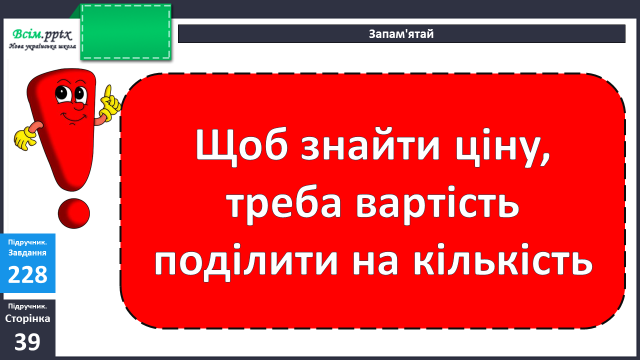 Всім.pptx
Нова українська школа
Запам'ятай
Щоб знайти ціну,
треба вартість
поділити на кількість
Підручник.
Завдання
228
Підручник.
Сторінка
39